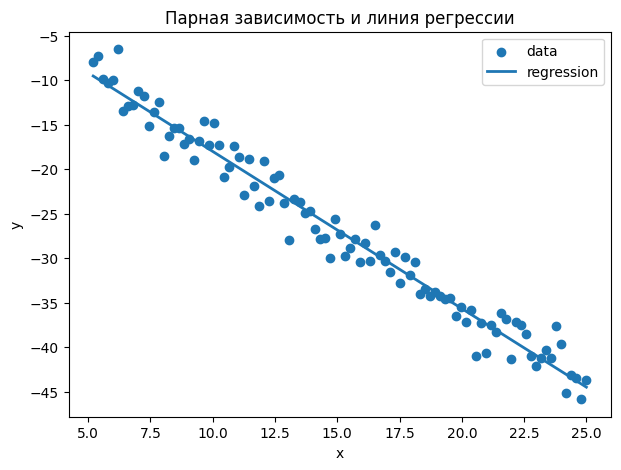 Парная зависимость и линия регрессии
data
regression
y
−5
−10
−15
−20
−25
−30
−35
−40
−45
5.0 7.5 10.0 12.5 15.0 17.5 20.0 22.5 25.0
x